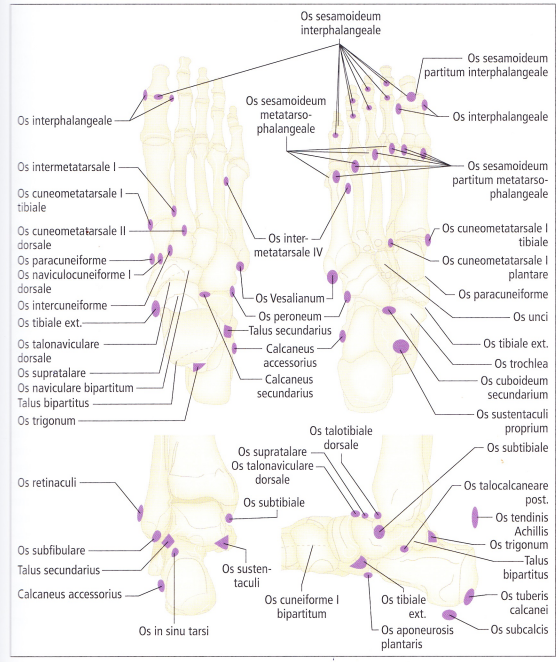 Os sesamoideum
interphalangeale
Os interphalangeale
Os intermetatarsale I
Os cuneometatarsale I
tibiale
Os cuneometatarsale II
dorsale
Os paracuneiforme
Os naviculocuneiforme I
dorsale
Os intercuneiforme
Os tibiale ext.
Os talonaviculare
dorsale
Os supratalare
Os naviculare bipartitum
Talus bipartitus
Os trigonum
Os sesamoideum
metatarso-
phalangeale
Os inter-
metatarsale IV
Os Vesalianum
Os peroneum
Talus secundarius
Calcaneus
accessorius
Calcaneus
secundarius
Os sesamoideum
partitum interphalangeale
Os interphalangeale
Os sesamoideum
partitum metatarso-
phalangeale
Os cuneometatarsale I
tibiale
Os cuneometatarsale I
plantare
Os paracuneiforme
Os unci
Os tibiale ext.
Os trochlea
Os cuboideum
secundarium
Os sustentaculi
proprium
Os retinaculi
Os subfibulare
Talus secundarius
Calcaneus accessorius
Os in sinu tarsi
Os subtibiale
Os susten-
taculi
Os talotibiale
dorsale
Os supratalare
Os talonaviculare
dorsale
Os cuneiforme I
bipartitum
Os tibiale
ext.
Os aponeurosis
plantaris
Os subtibiale
Os talocalcaneare
post.
Os tendinis
Achillis
Os trigonum
Talus
bipartitus
Os tuberis
calcanei
Os subcalcis